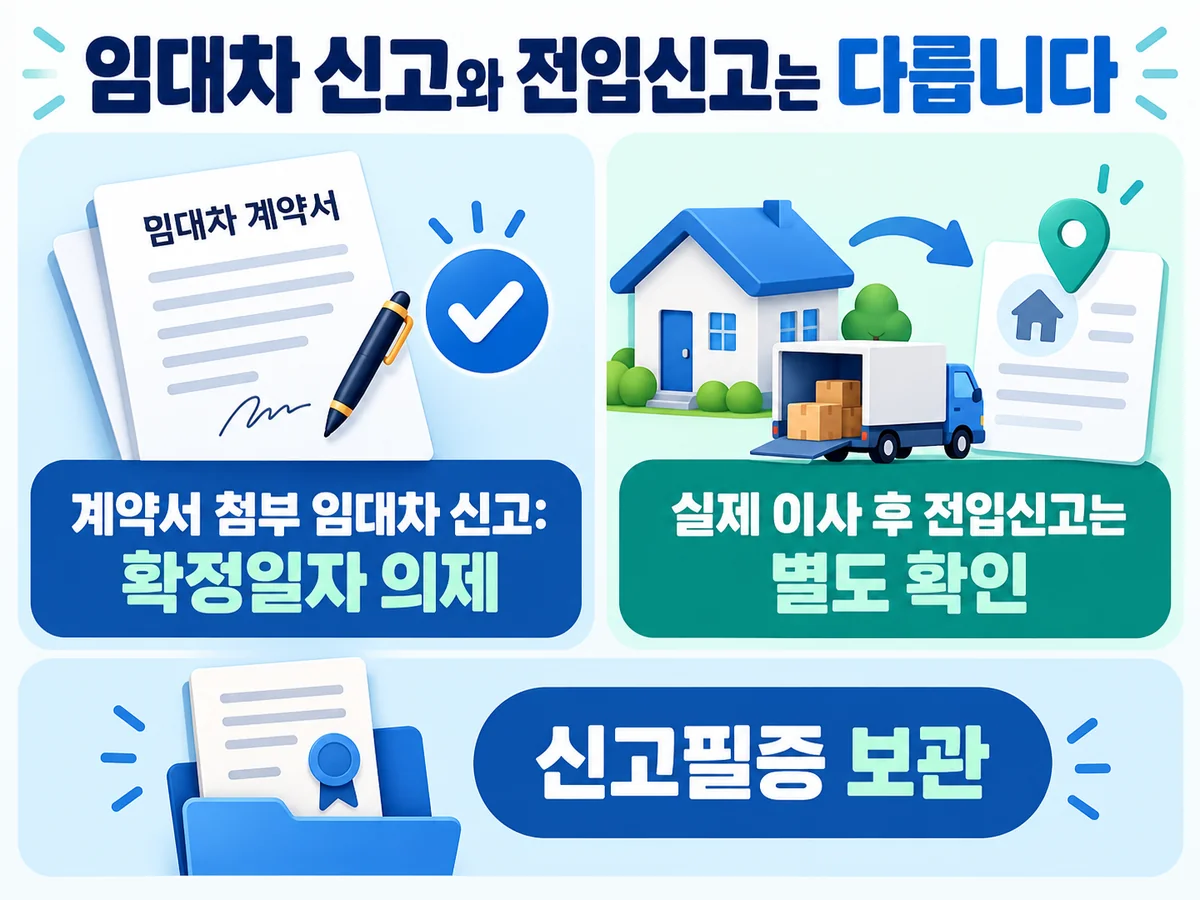 임대차 신고와 전입신고는 다릅니다
임대차 계약서
계약서 첨부 임대차 신고:
확정일자 의제
실제 이사 후 전입신고는
별도 확인
신고필증 보관